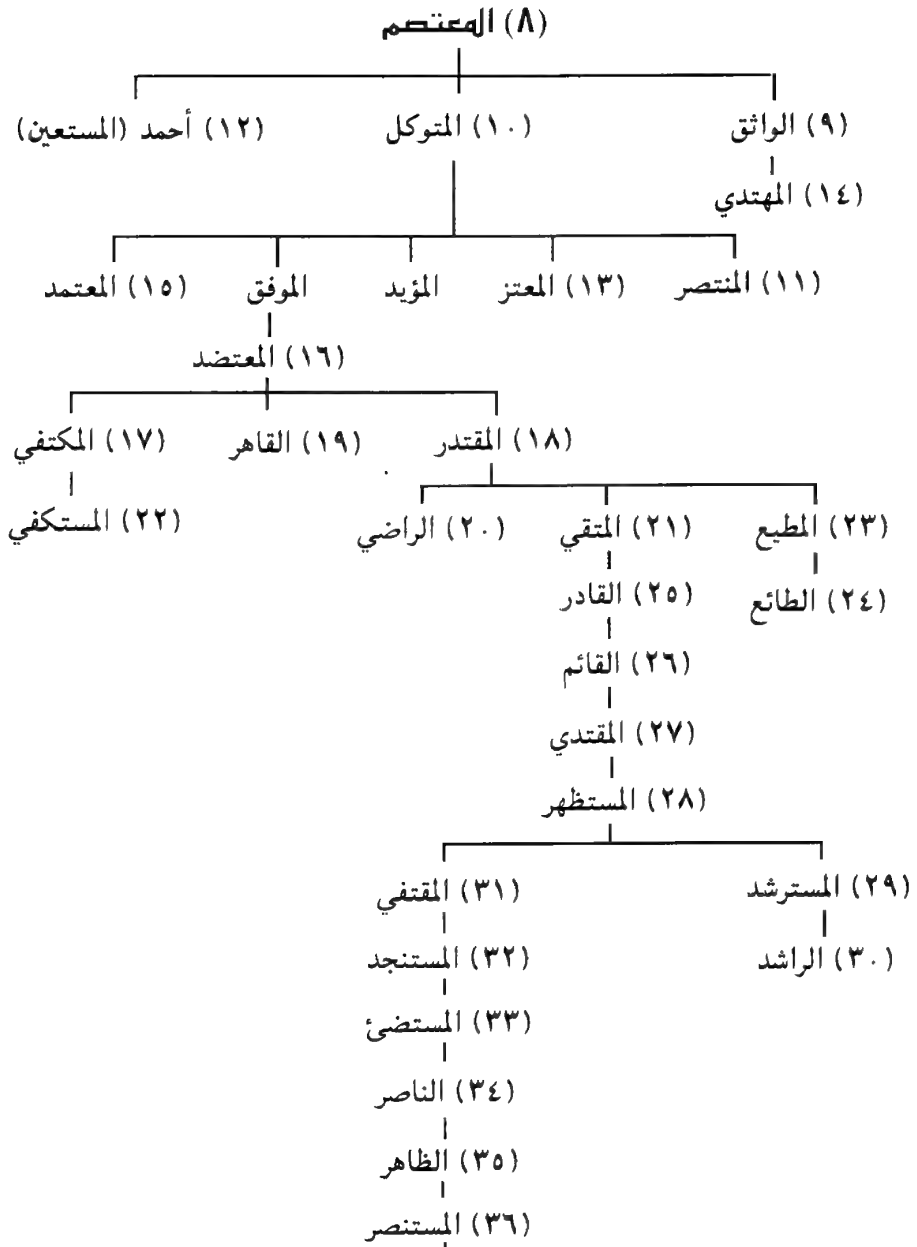 (٨) المعتصم
(٩) الواثق (١٠) المتوكل (١٢) أحمد (المستعين)
(١٤) المهتدي
(١١) المنتصر (١٣) المعتز المؤيد الموفق (١٥) المعتمد
(١٦) المعتضد
(١٨) المقتدر (١٩) القاهر (١٧) المكتفي
(٢٢) المستكفي
(٢٣) المطيع (٢١) المتقي (٢٠) الراضي
(٢٤) الطائع (٢٥) القادر
(٢٦) القائم
(٢٧) المقتدي
(٢٨) المستظهر
(٢٩) المسترشد (٣١) المقتفي
(٣٠) الراشد (٣٢) المستنجد
(٣٣) المستضئ
(٣٤) الناصر
(٣٥) الظاهر
(٣٦) المستنصر